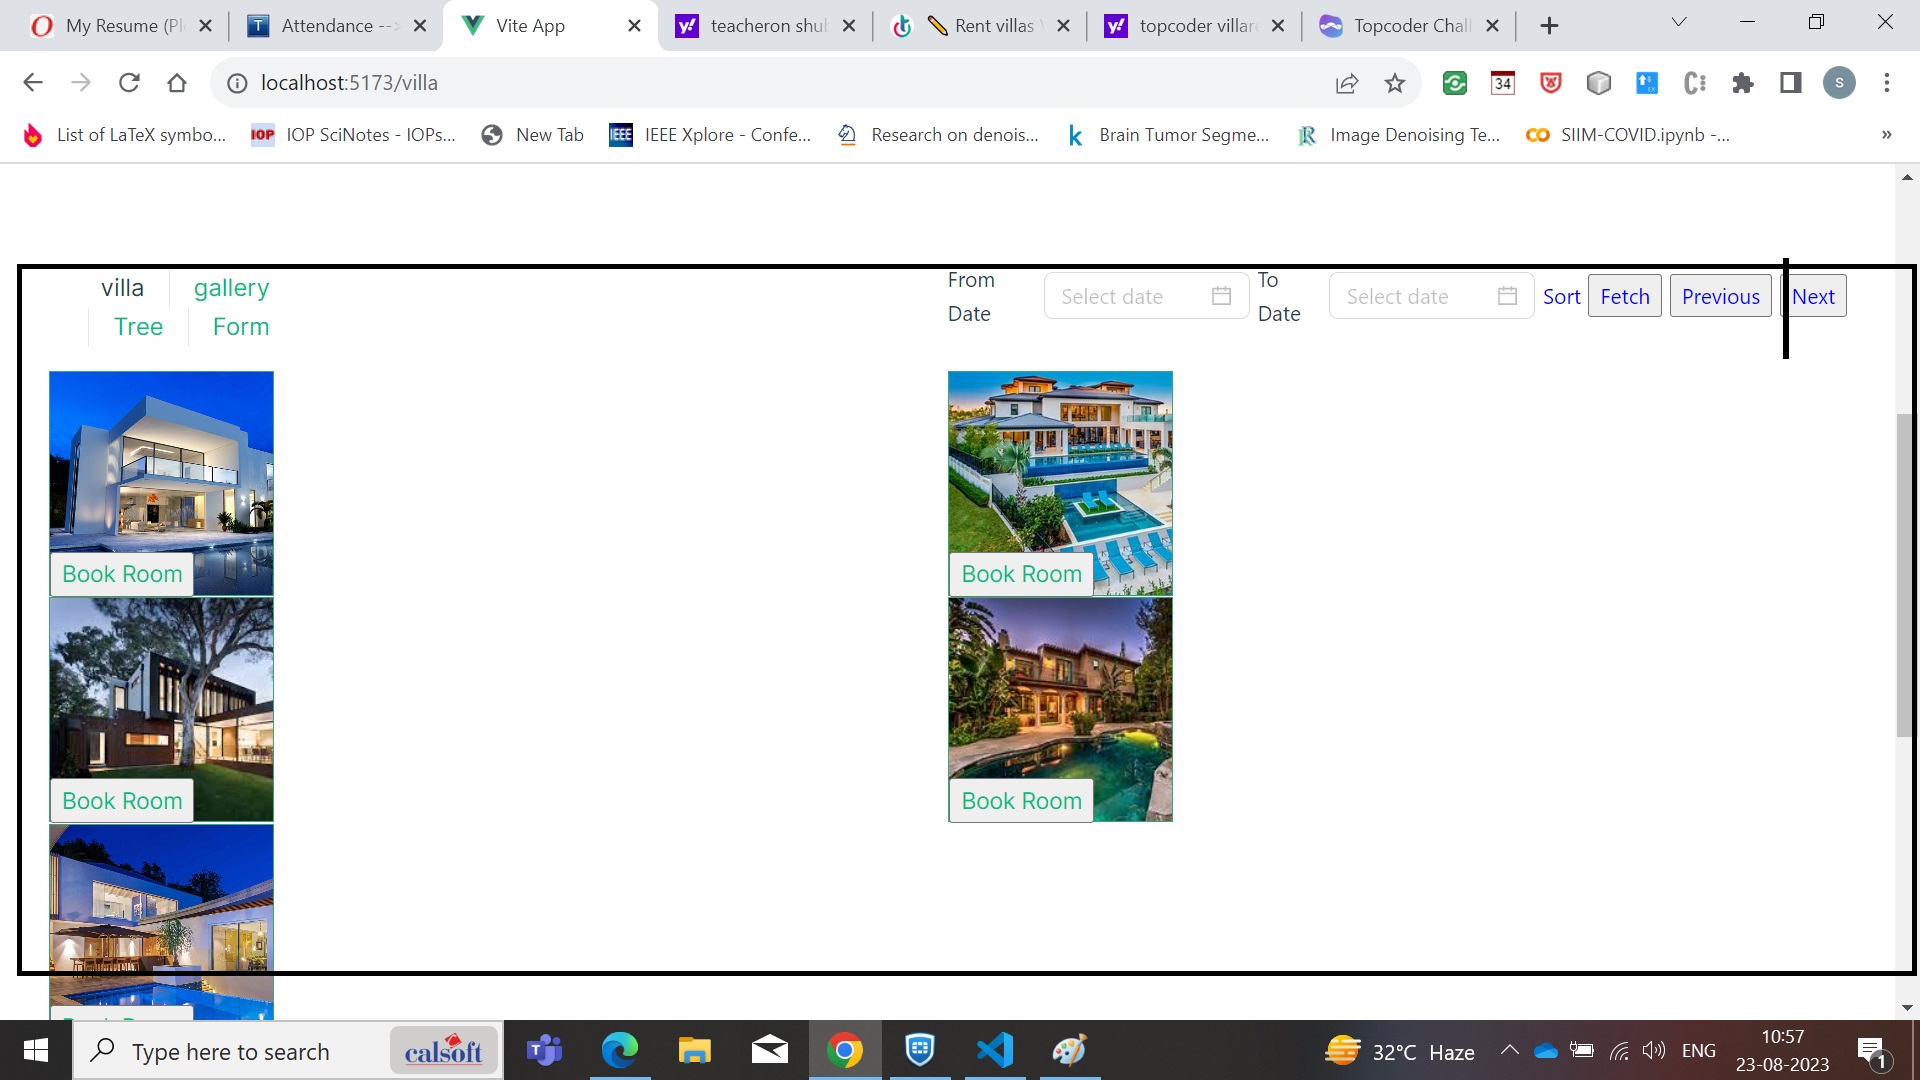 My Resume (Pl
Attendance -->
Vite App
teacheron shub
Rent villas
topcoder villare
Topcoder Chall
localhost:5173/villa
34
S
List of LaTeX symbo...
IOP
IOP SciNotes - IOPs...
New Tab
IEEE
IEEE Xplore - Confe...
Research on denois...
k
Brain Tumor Segme...
Image Denoising Te...
SIIM-COVID.ipynb -...
»
villa
gallery
Tree
Form
From Date
Select date
To Date
Select date
Sort
Fetch
Previous
Next
Book Room
Book Room
Book Room
Book Room
Type here to search
calsoft
32°C Haze
ENG
10:57
23-08-2023
1